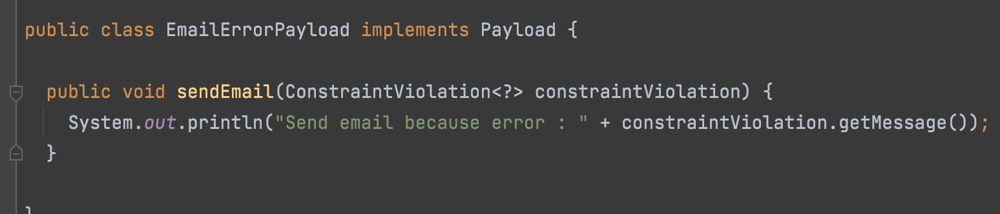 public class EmailErrorPayload implements Payload {
public void sendEmail(ConstraintViolation<?> constraintViolation) {
System.out.println("Send email because error : " + constraintViolation.getMessage());
}
}